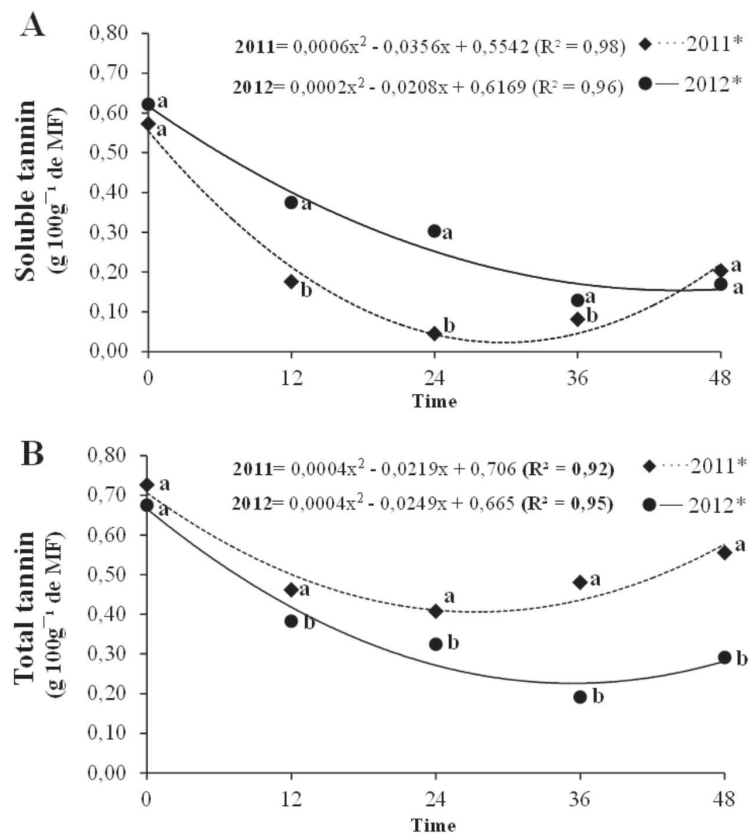 A
0,80
2011= 0,0006x² - 0,0356x + 0,5542 (R² = 0,98)
2011*
0,70
2012= 0,0002x² - 0,0208x + 0,6169 (R² = 0,96)
2012*
0,60
a
a
0,50
0,40
a
0,30
a
0,20
b
a
a
0,10
b
b
a
0,00
Soluble tannin
(g 100g⁻¹ de MF)
0
12
24
36
48
Time
B
0,80
2011= 0,0004x² - 0,0219x + 0,706 (R² = 0,92)
2011*
0,70
a
2012= 0,0004x² - 0,0249x + 0,665 (R² = 0,95)
2012*
a
0,60
a
0,50
a
a
a
0,40
b
0,30
b
b
0,20
b
0,10
0,00
Total tannin
(g 100g⁻¹ de MF)
0
12
24
36
48
Time